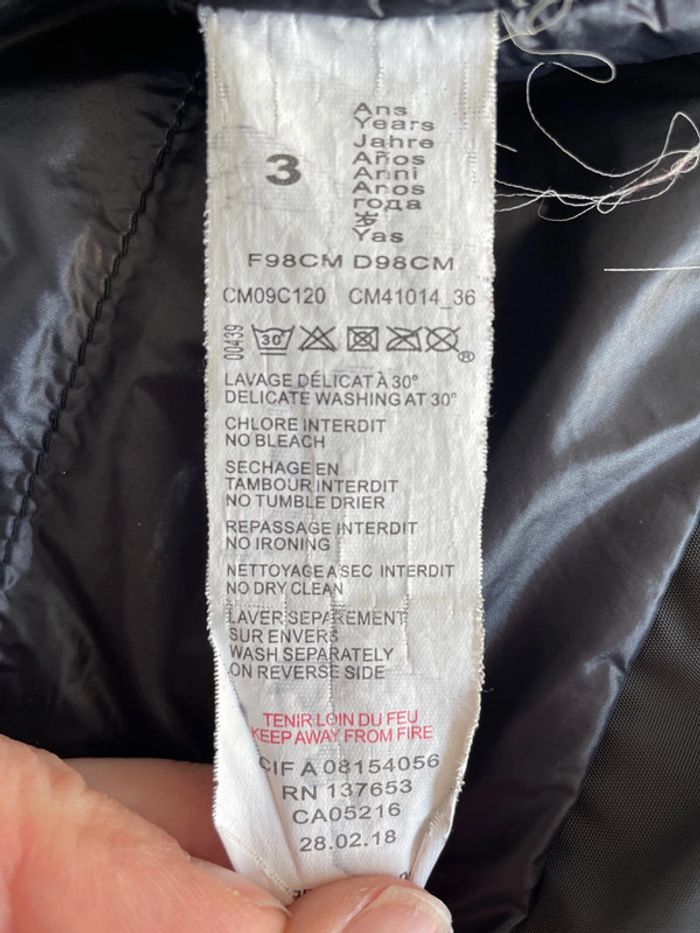 3
Ans
Years
Jahre
Años
Anni
Anos
года
岁
Yas
F98CM D98CM
CM09C120 CM41014_36
00439
30°
®
LAVAGE DÉLICAT À 30°
DELICATE WASHING AT 30°
CHLORE INTERDIT
NO BLEACH
SECHAGE EN
TAMBOUR INTERDIT
NO TUMBLE DRIER
REPASSAGE INTERDIT
NO IRONING
NETTOYAGE A SEC INTERDIT
NO DRY CLEAN
LAVER SEPAREMENT
SUR ENVERS
WASH SEPARATELY
ON REVERSE SIDE
TENIR LOIN DU FEU
KEEP AWAY FROM FIRE
CIF A 08154056
RN 137653
CA05216
28.02.18